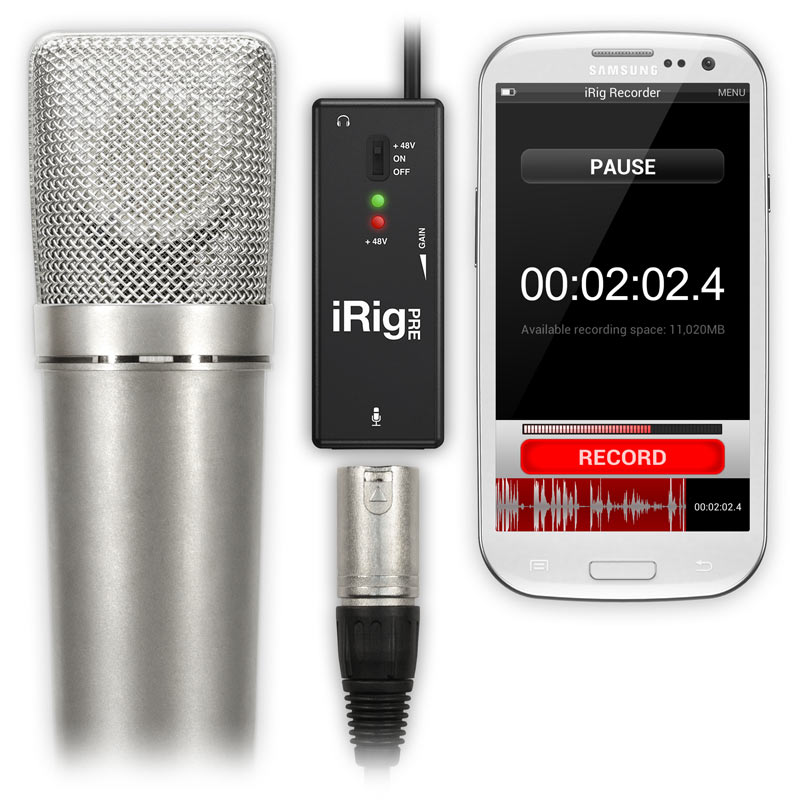 + 48V
ON
OFF
+ 48V
GAIN
iRig PRE
SAMSUNG
iRig Recorder
MENU
PAUSE
00:02:02.4
Available recording space: 11,020MB
RECORD
00:02:02.4